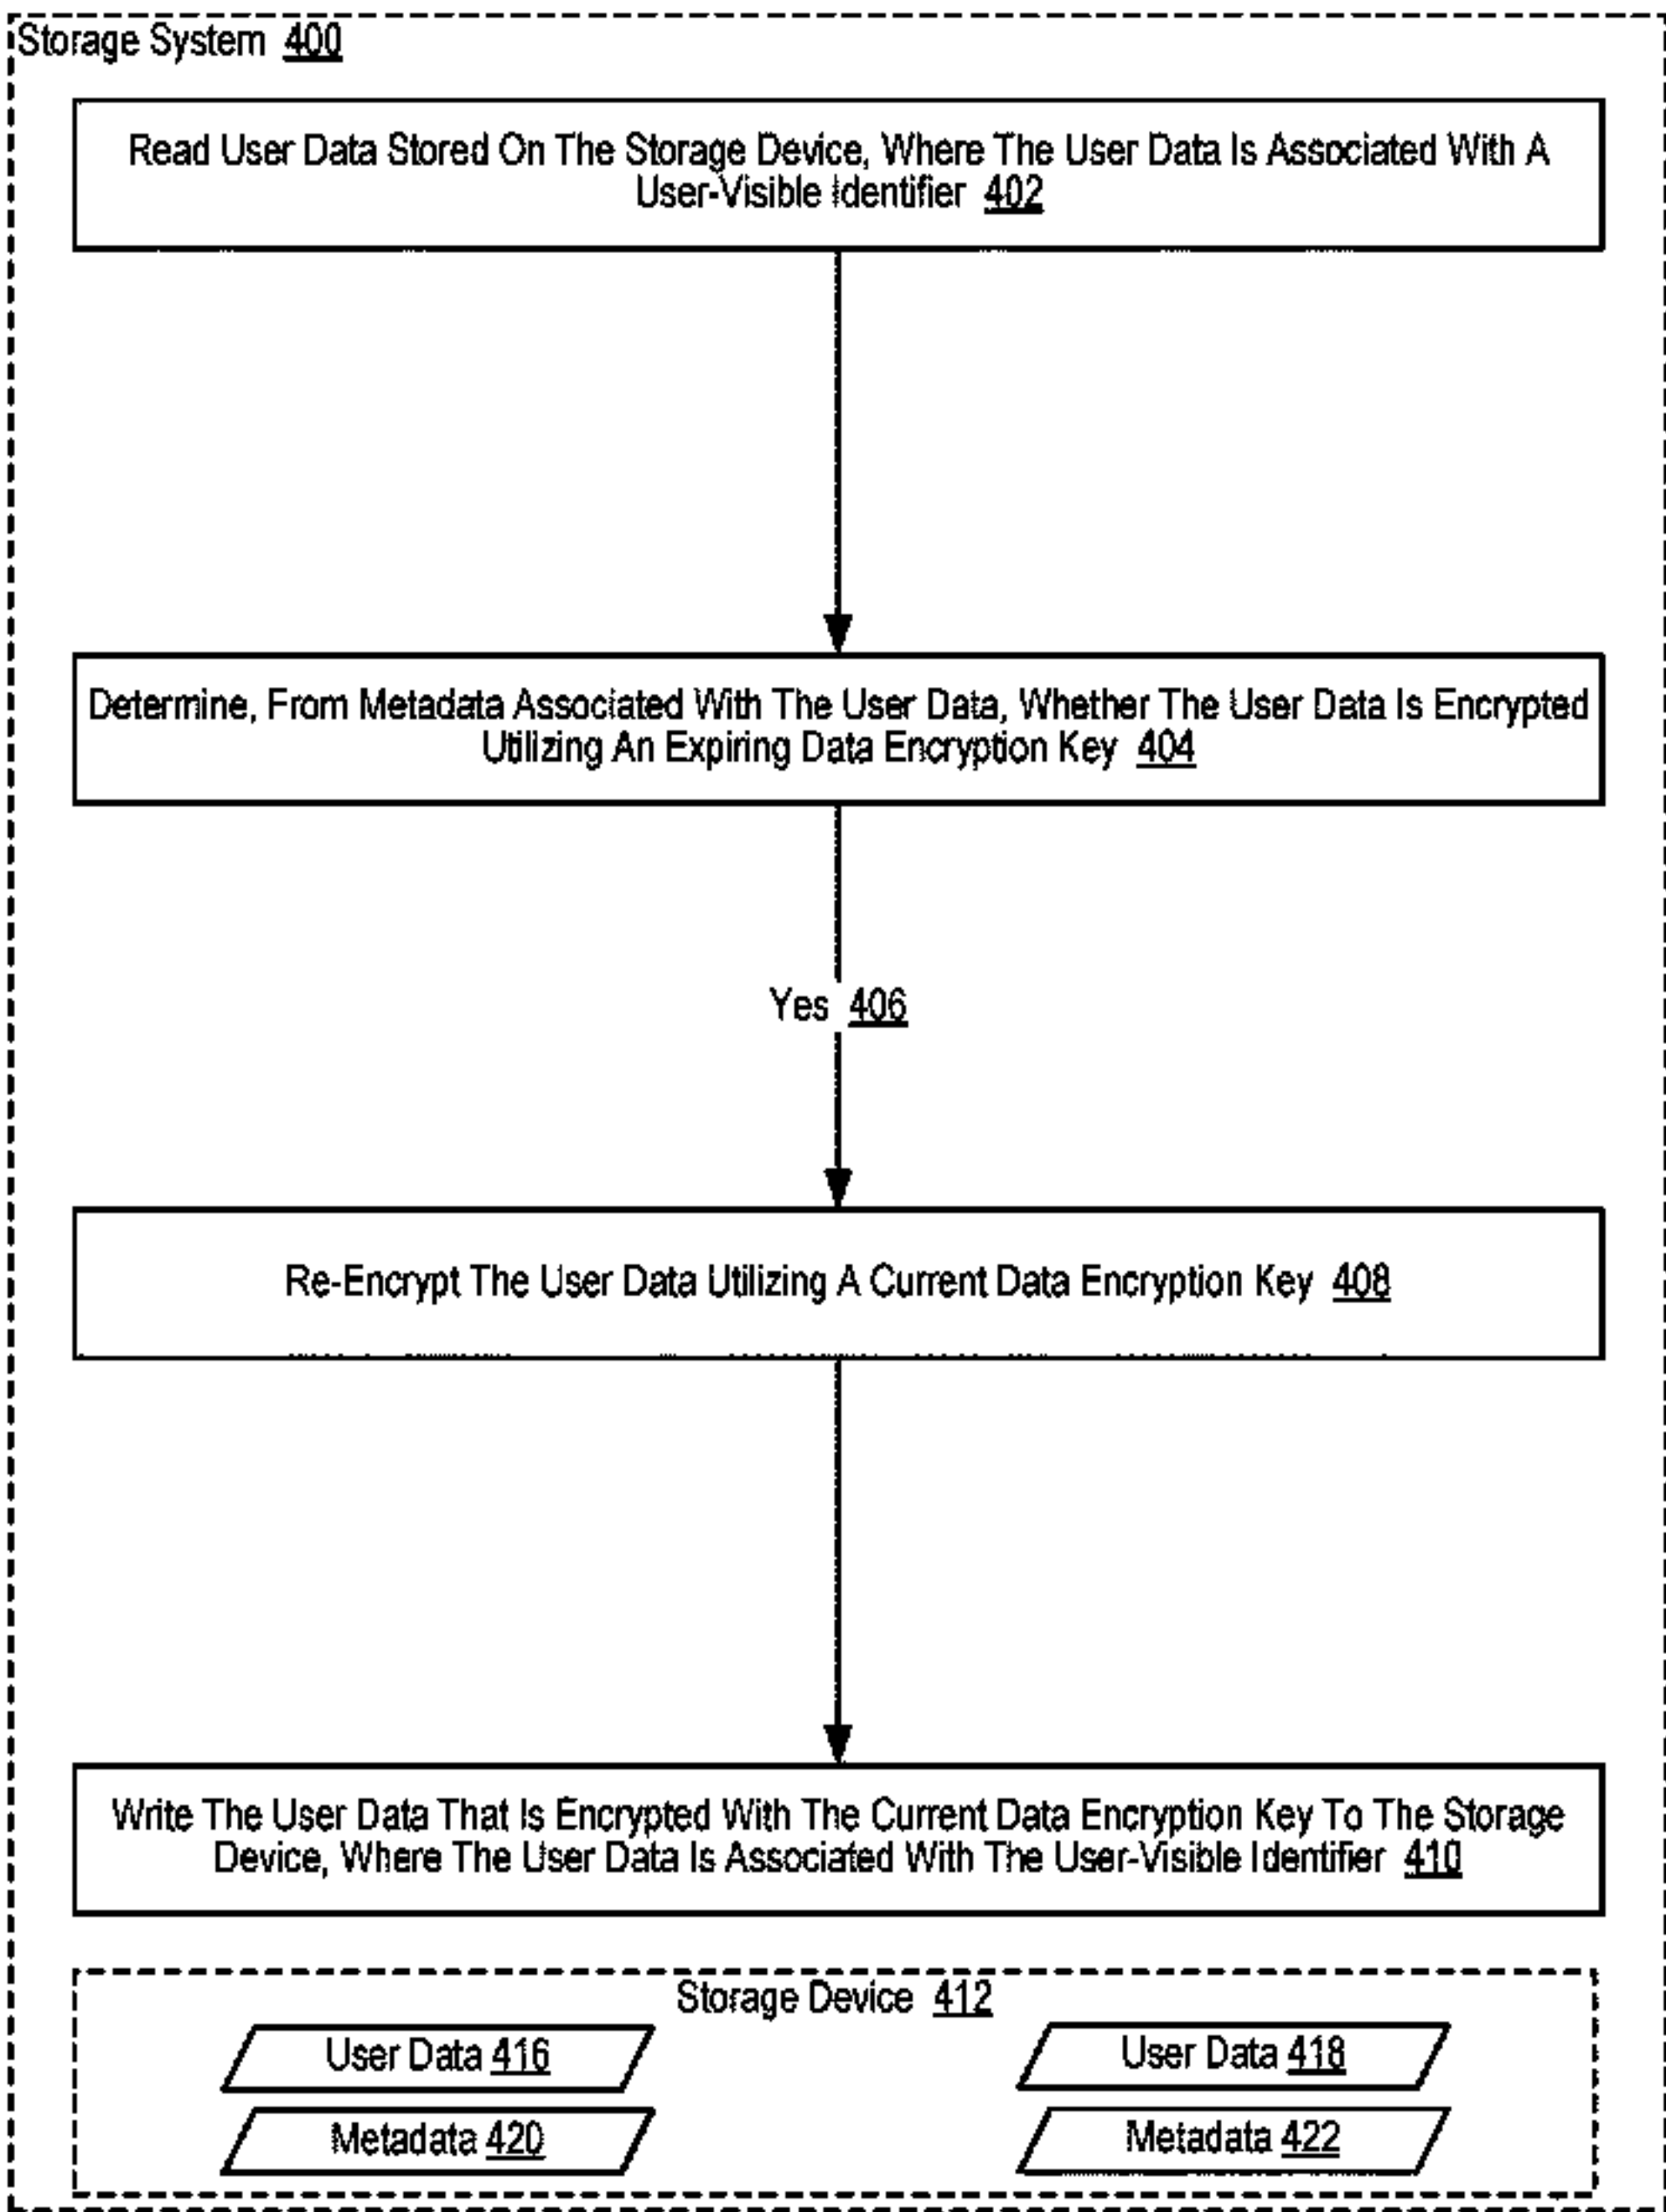 Storage System 400
Read User Data Stored On The Storage Device, Where The User Data Is Associated With A
User-Visible Identifier 402
Determine, From Metadata Associated With The User Data, Whether The User Data Is Encrypted
Utilizing An Expiring Data Encryption Key 404
Yes 406
Re-Encrypt The User Data Utilizing A Current Data Encryption Key 408
Write The User Data That Is Encrypted With The Current Data Encryption Key To The Storage
Device, Where The User Data Is Associated With The User-Visible Identifier 410
Storage Device 412
User Data 416
User Data 418
Metadata 420
Metadata 422